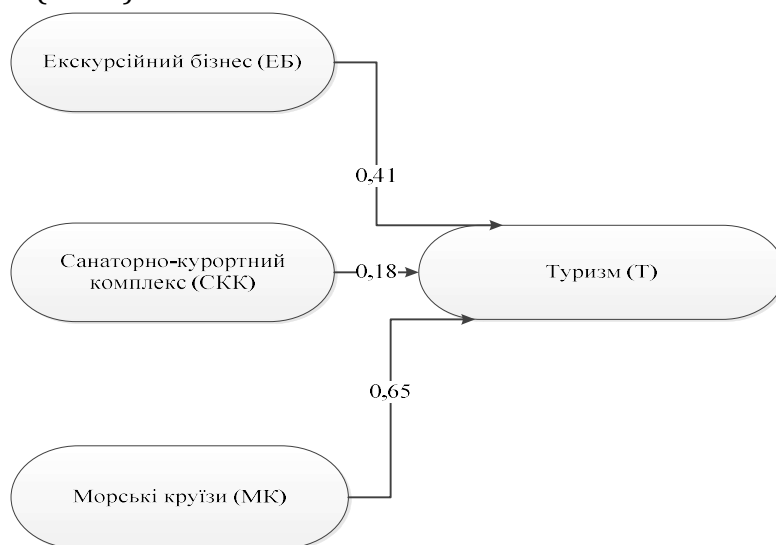 Екскурсійний бізнес (ЕБ)
0,41
Санаторно-курортний
комплекс (СКК)
0,18
Туризм (Т)
0,65
Морські круїзи (МК)